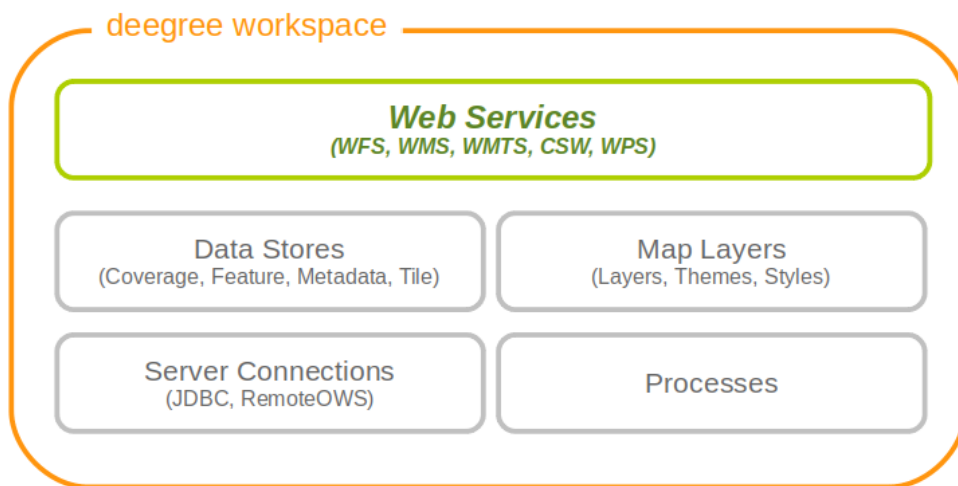 deegree workspace
Web Services
(WFS, WMS, WMTS, CSW, WPS)
Data Stores
(Coverage, Feature, Metadata, Tile)
Map Layers
(Layers, Themes, Styles)
Server Connections
(JDBC, RemoteOWS)
Processes